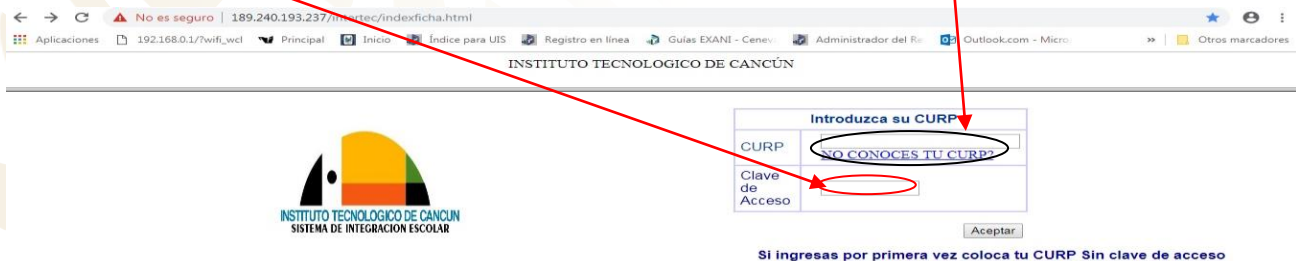 No es seguro | 189.240.193.237/intertec/indexficha.html
Aplicaciones 192.168.0.1/?wifi_wcl Principal Inicio Índice para UIS Registro en línea Guías EXANI - Cenev Administrador del Re Outlook.com - Micro » Otros marcadores
INSTITUTO TECNOLOGICO DE CANCÚN
Introduzca su CURP
CURP
NO CONOCES TU CURP?
Clave
de
Acceso
INSTITUTO TECNOLOGICO DE CANCUN
SISTEMA DE INTEGRACION ESCOLAR
Aceptar
Si ingresas por primera vez coloca tu CURP Sin clave de acceso